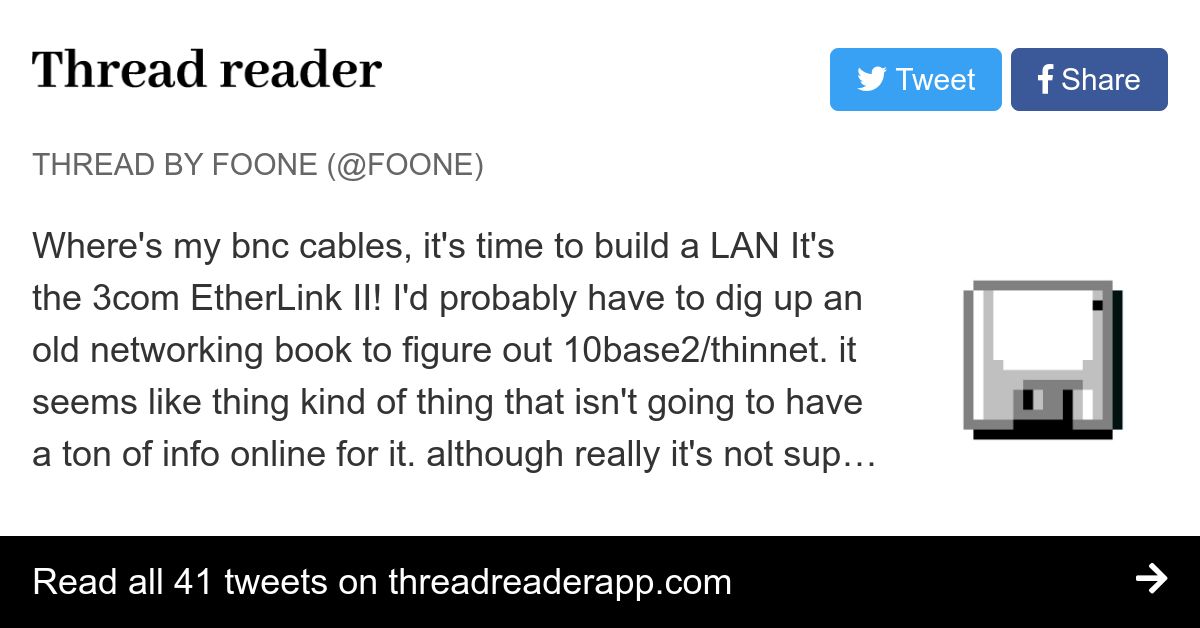 Thread reader
Tweet
Share
THREAD BY FOONE (@FOONE)
Where's my bnc cables, it's time to build a LAN It's
the 3com EtherLink II! I'd probably have to dig up an
old networking book to figure out 10base2/thinnet. it
seems like thing kind of thing that isn't going to have
a ton of info online for it. although really it's not sup…
Read all 41 tweets on threadreaderapp.com